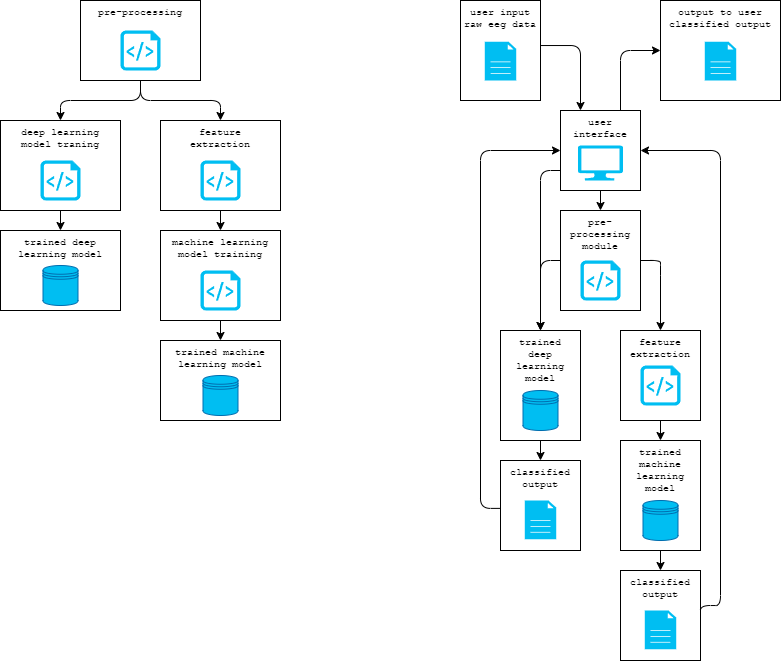 pre-processing
deep learning
model traning
feature
extraction
trained deep
learning model
machine learning
model training
trained machine
learning model
user input
raw eeg data
output to user
classified output
user
interface
pre-
processing
module
trained
deep
learning
model
feature
extraction
classified
output
trained
machine
learning
model
classified
output